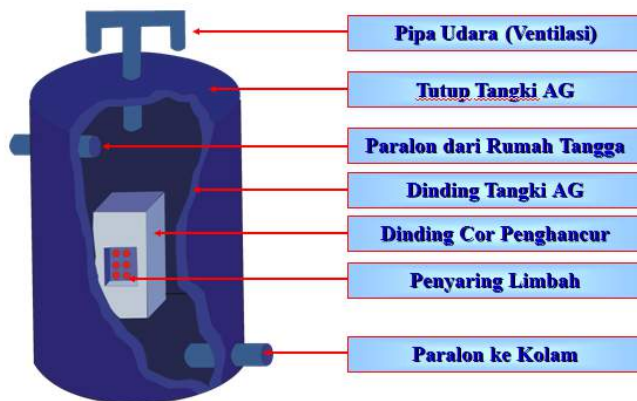 Pipa Udara (Ventilasi)
Tutup Tangki AG
Paralon dari Rumah Tangga
Dinding Tangki AG
Dinding Cor Penghancur
Penyaring Limbah
Paralon ke Kolam